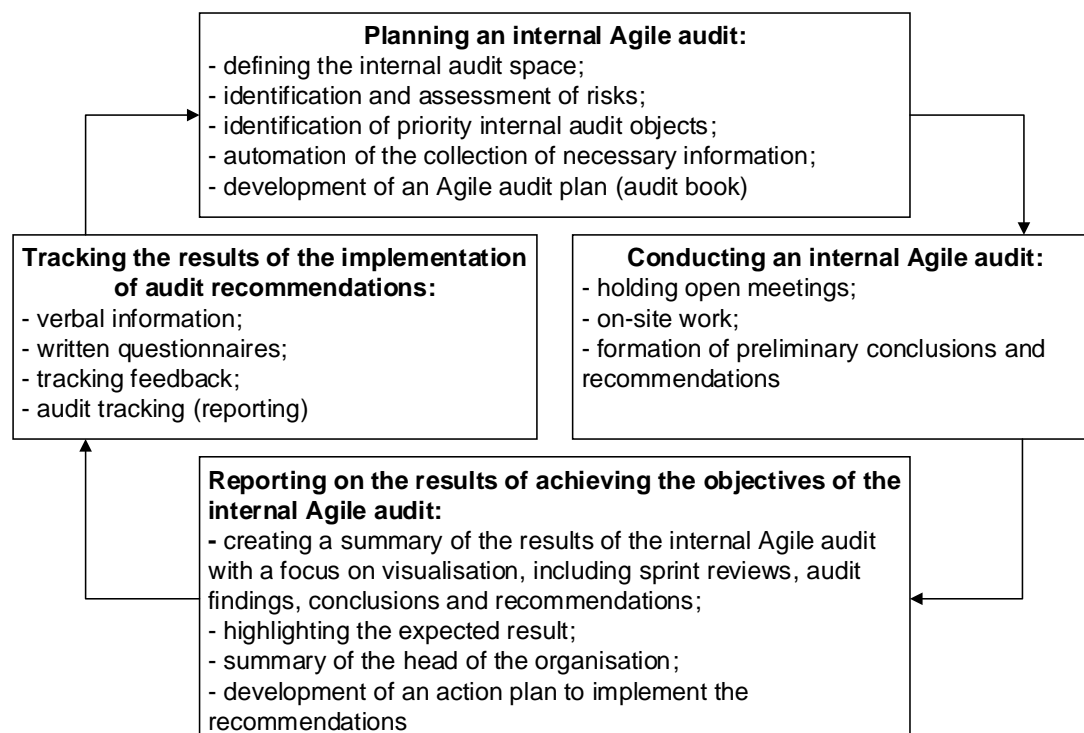 Planning an internal Agile audit:
- defining the internal audit space;
- identification and assessment of risks;
- identification of priority internal audit objects;
- automation of the collection of necessary information;
- development of an Agile audit plan (audit book)
Tracking the results of the implementation
of audit recommendations:
- verbal information;
- written questionnaires;
- tracking feedback;
- audit tracking (reporting)
Conducting an internal Agile audit:
- holding open meetings;
- on-site work;
- formation of preliminary conclusions and
recommendations
Reporting on the results of achieving the objectives of the
internal Agile audit:
- creating a summary of the results of the internal Agile audit
with a focus on visualisation, including sprint reviews, audit
findings, conclusions and recommendations;
- highlighting the expected result;
- summary of the head of the organisation;
- development of an action plan to implement the
recommendations